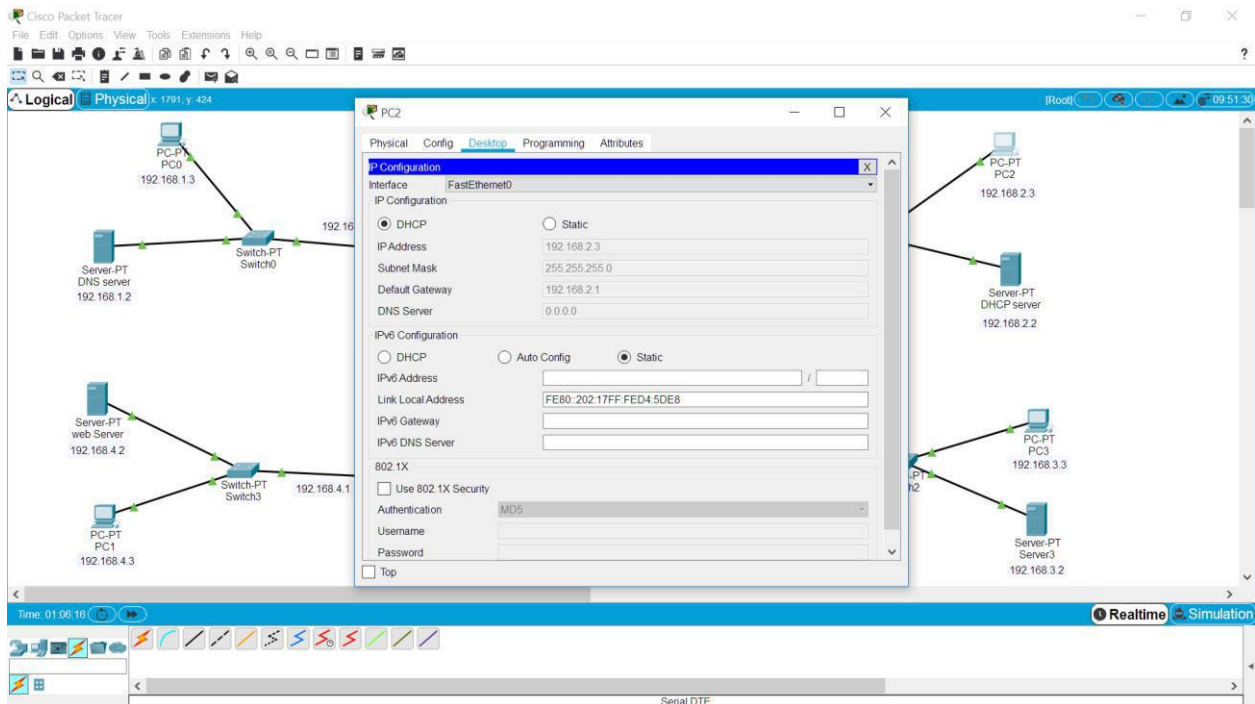 Cisco Packet Tracer
File Edit Options View Tools Extensions Help
?
Logical Physical x: 1791, y: 424
[Root] 09:51:30
PC-PT
PC0
192.168.1.3
Server-PT
DNS server
192.168.1.2
Switch-PT
Switch0
192.16
Server-PT
web Server
192.168.4.2
Switch-PT
Switch3
192.168.4.1
PC-PT
PC1
192.168.4.3
PC2
Physical Config Desktop Programming Attributes
IP Configuration X
Interface FastEthernet0
IP Configuration
DHCP Static
IP Address 192.168.2.3
Subnet Mask 255.255.255.0
Default Gateway 192.168.2.1
DNS Server 0.0.0.0
IPv6 Configuration
DHCP Auto Config Static
IPv6 Address /
Link Local Address FE80::202:17FF:FED4:5DE8
IPv6 Gateway
IPv6 DNS Server
802.1X
Use 802.1X Security
Authentication MD5
Username
Password
Top
PC-PT
PC2
192.168.2.3
Server-PT
DHCP server
192.168.2.2
PC-PT
PC3
192.168.3.3
-PT
h2
Server-PT
Server3
192.168.3.2
Time: 01:06:16
Realtime Simulation
Serial DTE